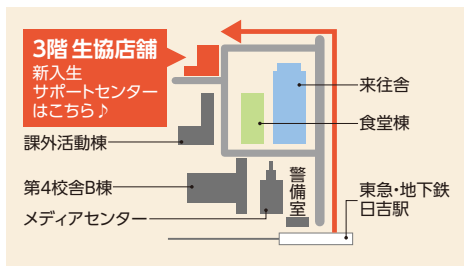 3階 生協店舗
新入生
サポートセンター
はこちら♪
課外活動棟
第4校舎B棟
メディアセンター
警備室
来往舎
食堂棟
東急・地下鉄
日吉駅